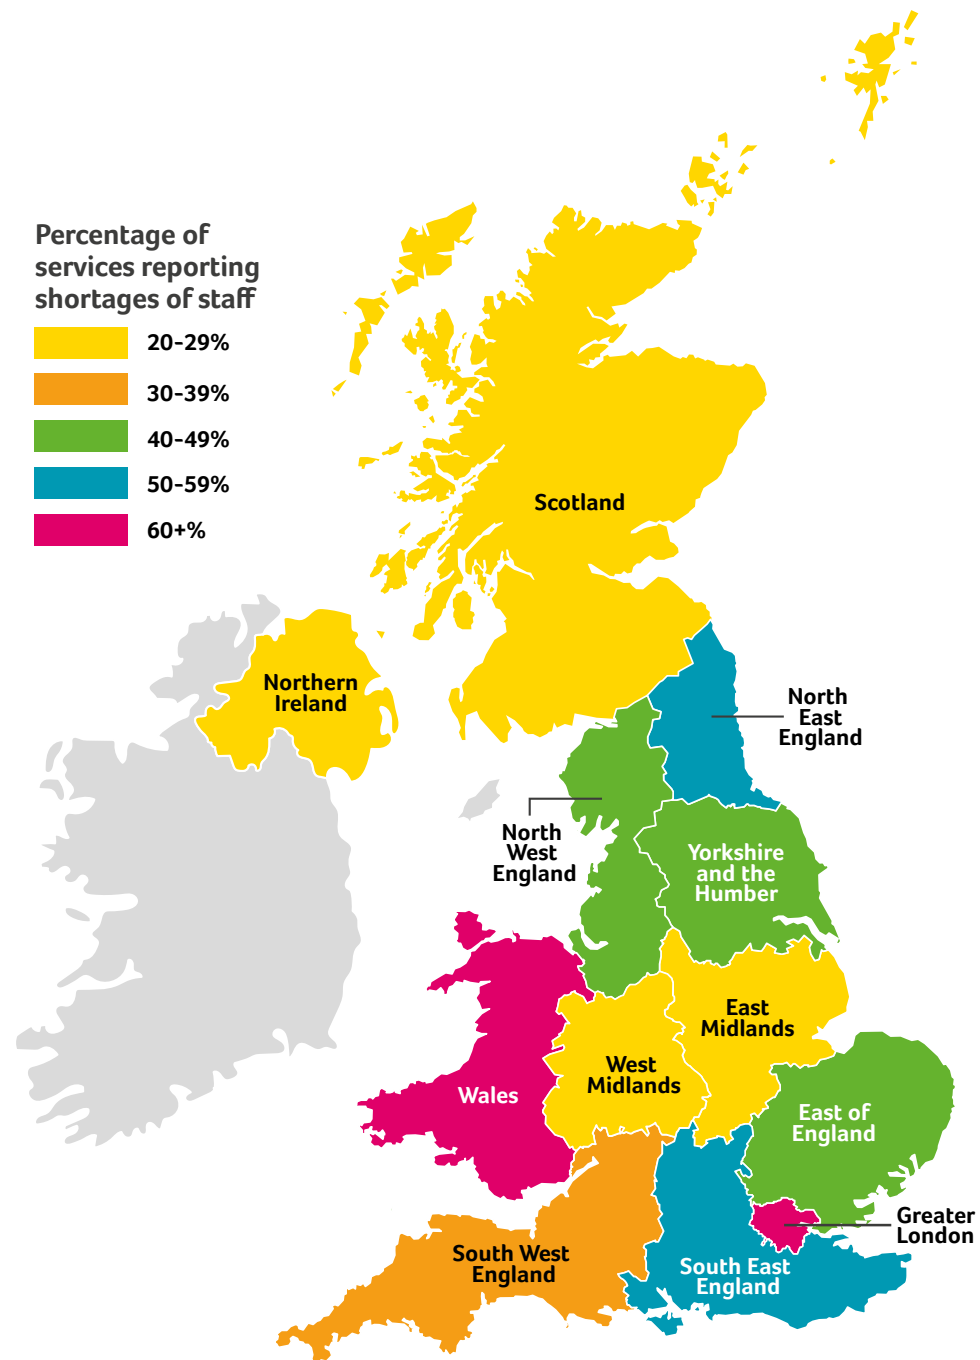 Percentage of
services reporting
shortages of staff
20-29%
30-39%
40-49%
50-59%
60+%
Scotland
Northern
Ireland
North
East
England
North
West
England
Yorkshire
and the
Humber
East
Midlands
West
Midlands
Wales
East of
England
Greater
London
South West
England
South East
England